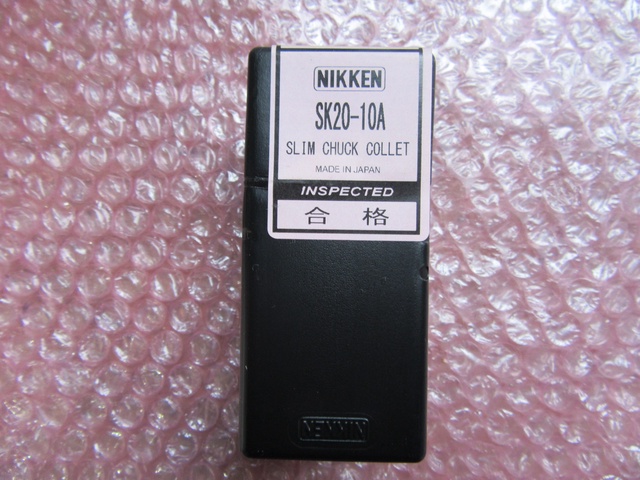 NIKKEN
SK20-10A
SLIM CHUCK COLLET
MADE IN JAPAN
INSPECTED
合格
NIKKEN